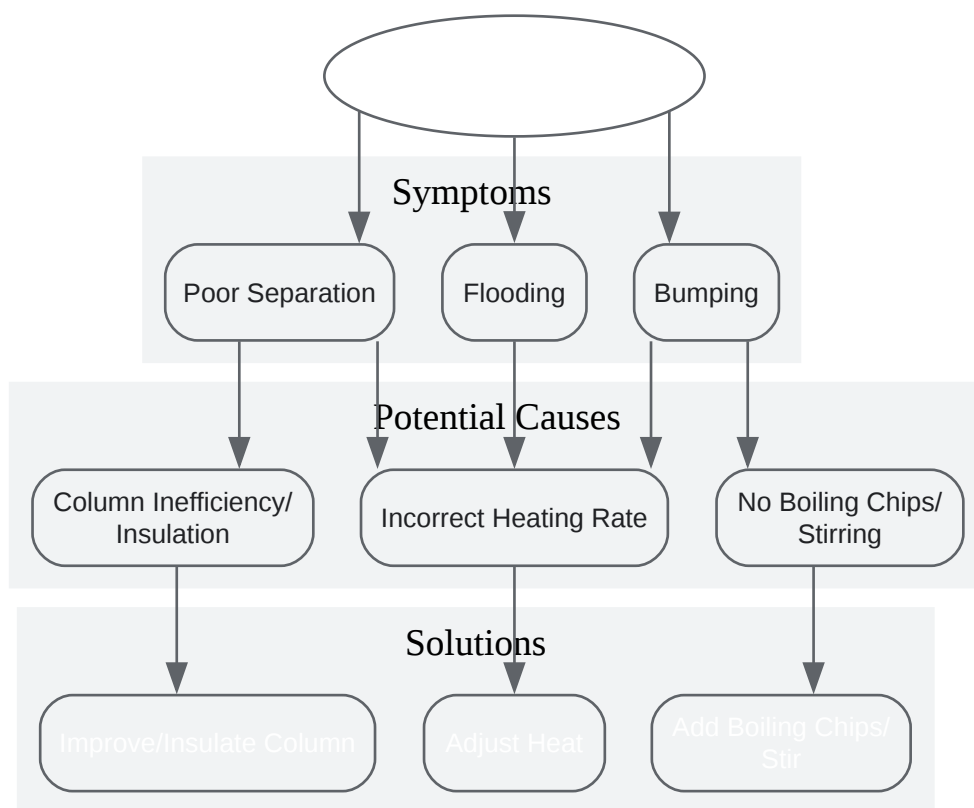 Symptoms
Poor Separation
Flooding
Bumping
Potential Causes
Column Inefficiency/
Insulation
Incorrect Heating Rate
No Boiling Chips/
Stirring
Solutions
Improve/Insulate Column
Adjust Heat
Add Boiling Chips/
Stir